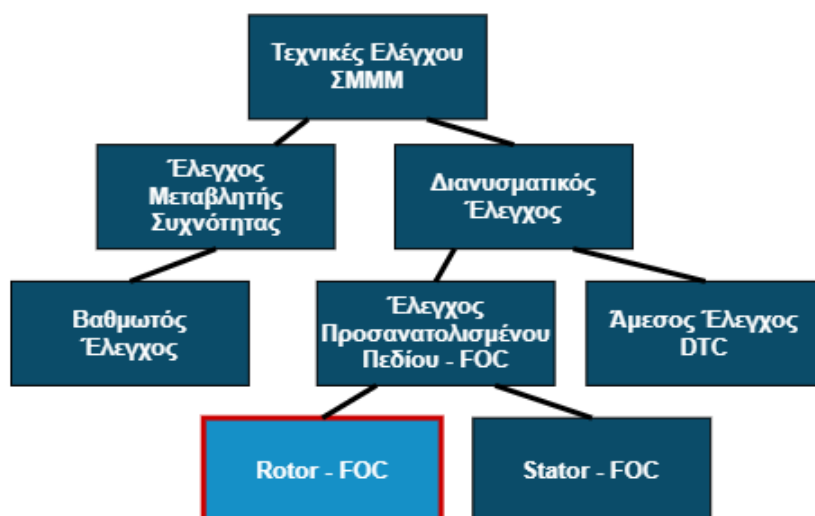 Τεχνικές Ελέγχου
ΣΜΜΜ
Έλεγχος
Μεταβλητής
Συχνότητας
Διανυσματικός
Έλεγχος
Βαθμωτός
Έλεγχος
Έλεγχος
Προσανατολισμένου
Πεδίου - FOC
Άμεσος Έλεγχος
DTC
Rotor - FOC
Stator - FOC